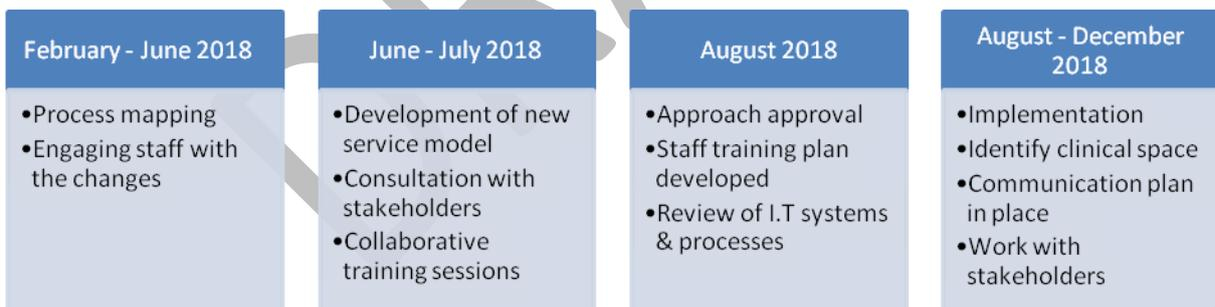 February - June 2018
•Process mapping
•Engaging staff with
the changes
June - July 2018
•Development of new
service model
•Consultation with
stakeholders
•Collaborative
training sessions
August 2018
•Approach approval
•Staff training plan
developed
•Review of I.T systems
& processes
August - December
2018
•Implementation
•Identify clinical space
•Communication plan
in place
•Work with
stakeholders